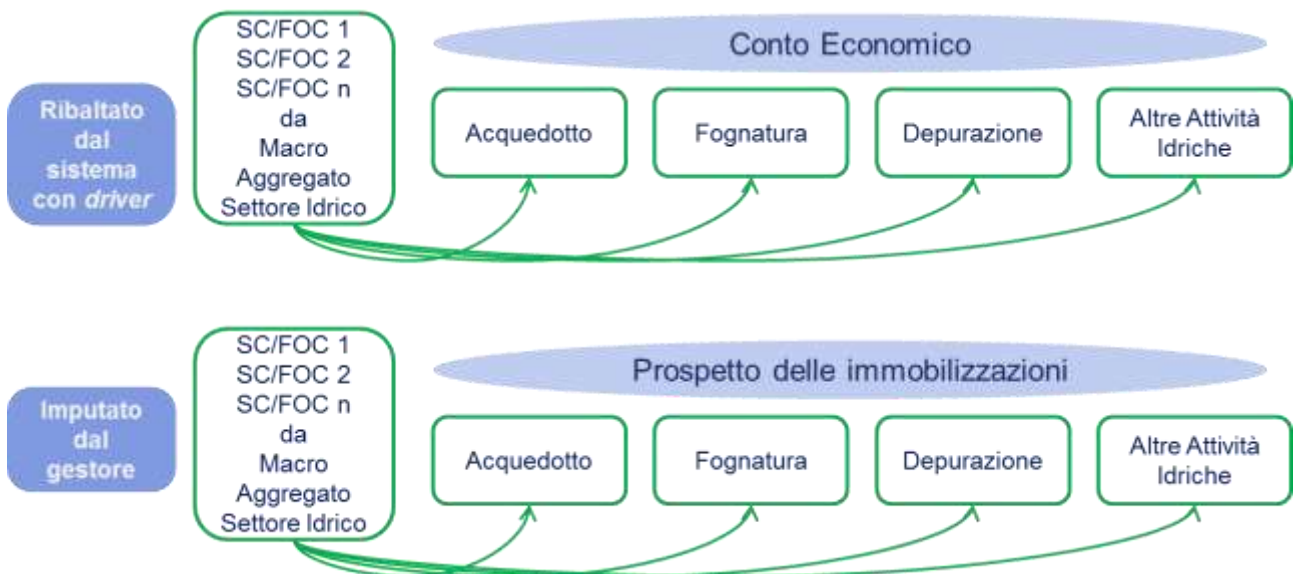 Ribaltato
dal
sistema
con driver
SC/FOC 1
SC/FOC 2
SC/FOC n
da
Macro
Aggregato
Settore Idrico
Conto Economico
Acquedotto
Fognatura
Depurazione
Altre Attività
Idriche
Imputato
dal
gestore
SC/FOC 1
SC/FOC 2
SC/FOC n
da
Macro
Aggregato
Settore Idrico
Prospetto delle immobilizzazioni
Acquedotto
Fognatura
Depurazione
Altre Attività
Idriche